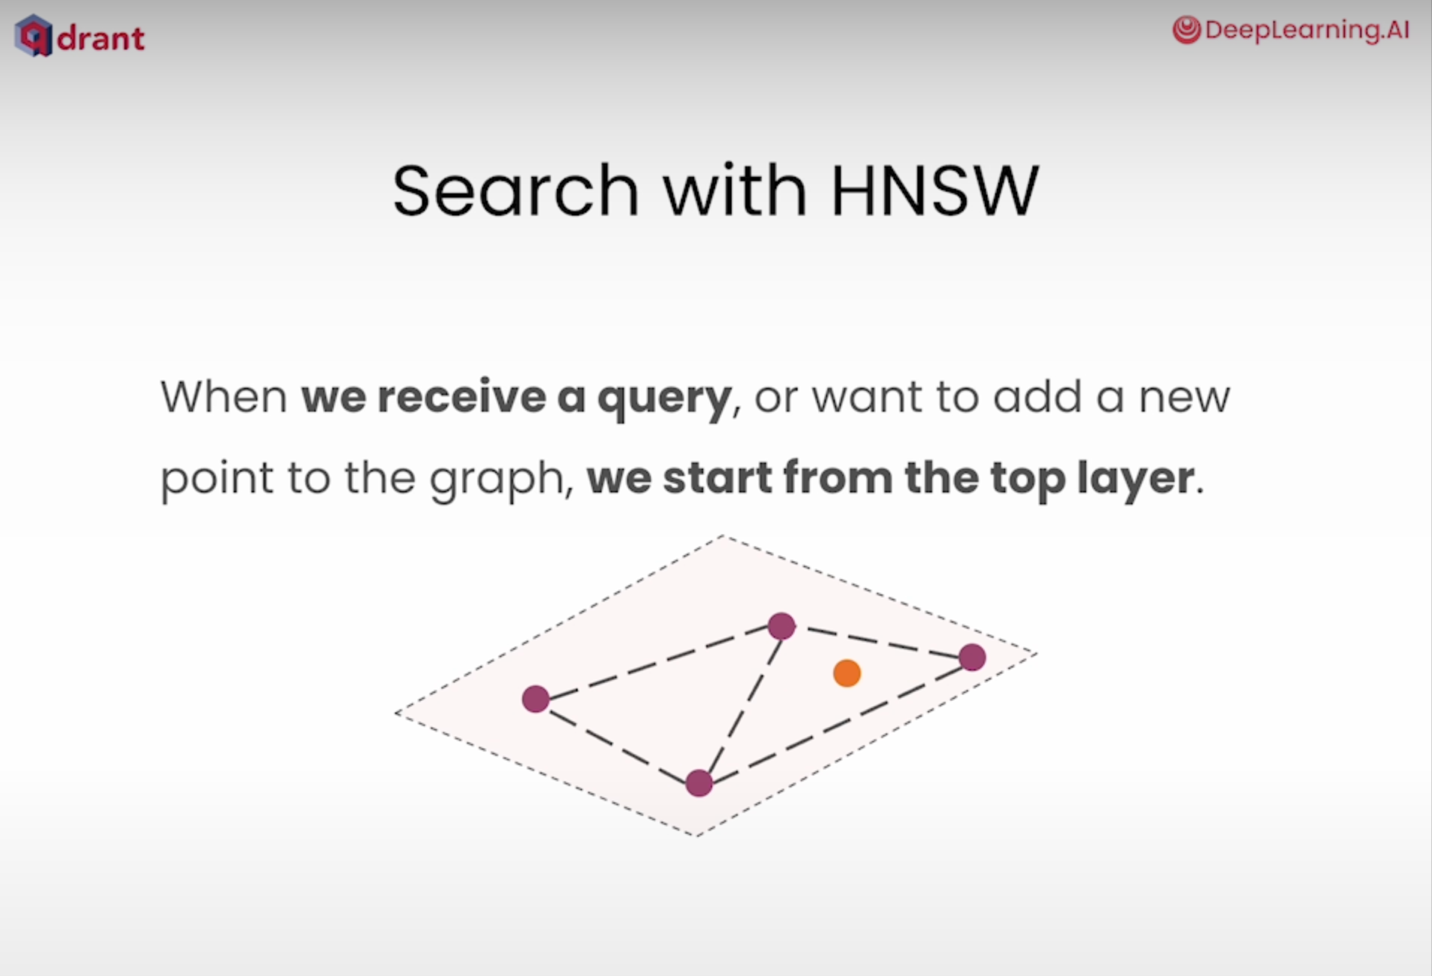 qdrant
DeepLearning.AI
Search with HNSW
When we receive a query, or want to add a new
point to the graph, we start from the top layer.